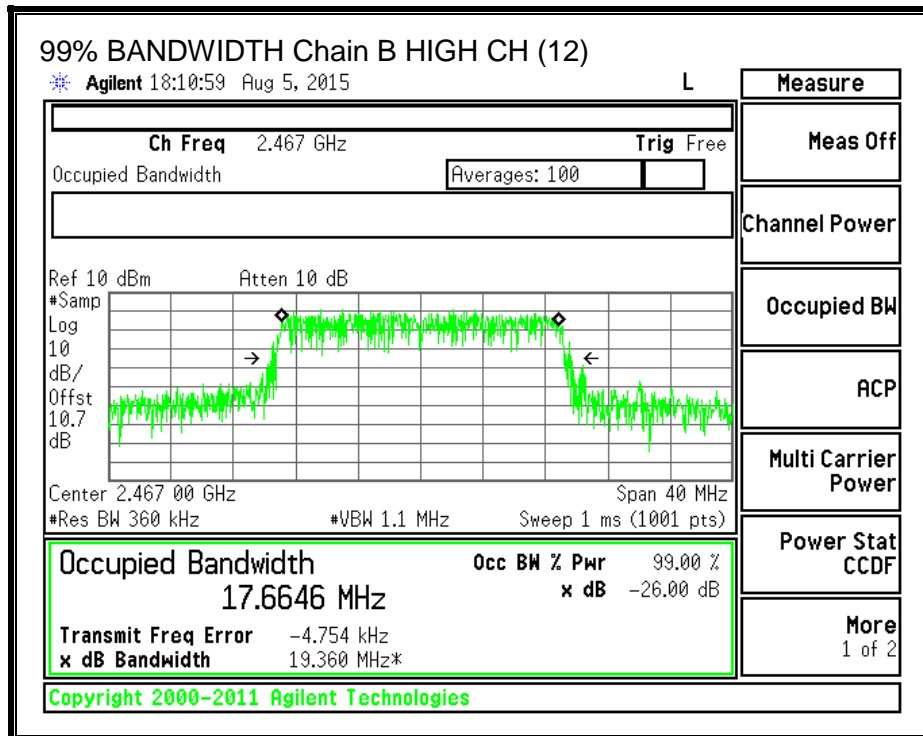 99% BANDWIDTH Chain B HIGH CH (12)
Agilent 18:10:59 Aug 5, 2015 L
Measure
Ch Freq 2.467 GHz Trig Free
Meas Off
Occupied Bandwidth Averages: 100
Channel Power
Ref 10 dBm Atten 10 dB
#Samp
Log
10
dB/
Offst
10.7
dB
Occupied BW
ACP
Multi Carrier
Power
Center 2.467 00 GHz Span 40 MHz
#Res BW 360 kHz #VBW 1.1 MHz Sweep 1 ms (1001 pts)
Power Stat
CCDF
Occupied Bandwidth Occ BW % Pwr 99.00 %
17.6646 MHz x dB -26.00 dB
Transmit Freq Error -4.754 kHz
x dB Bandwidth 19.360 MHz*
More
1 of 2
Copyright 2000-2011 Agilent Technologies